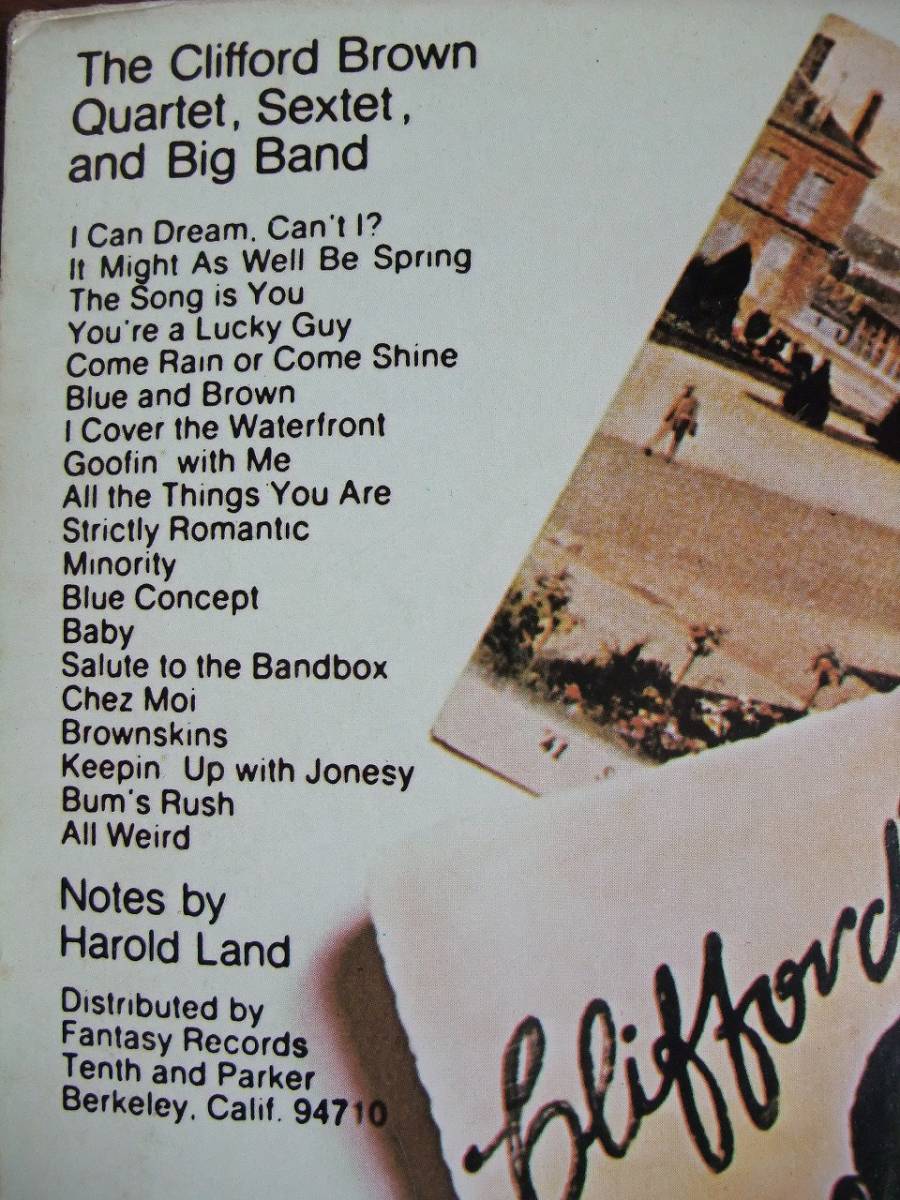 The Clifford Brown
Quartet, Sextet,
and Big Band
I Can Dream, Can't I?
It Might As Well Be Spring
The Song is You
You're a Lucky Guy
Come Rain or Come Shine
Blue and Brown
I Cover the Waterfront
Goofin' with Me
All the Things You Are
Strictly Romantic
Minority
Blue Concept
Baby
Salute to the Bandbox
Chez Moi
Brownskins
Keepin' Up with Jonesy
Bum's Rush
All Weird
Notes by
Harold Land
Distributed by
Fantasy Records
Tenth and Parker
Berkeley, Calif. 94710
21
Clifford